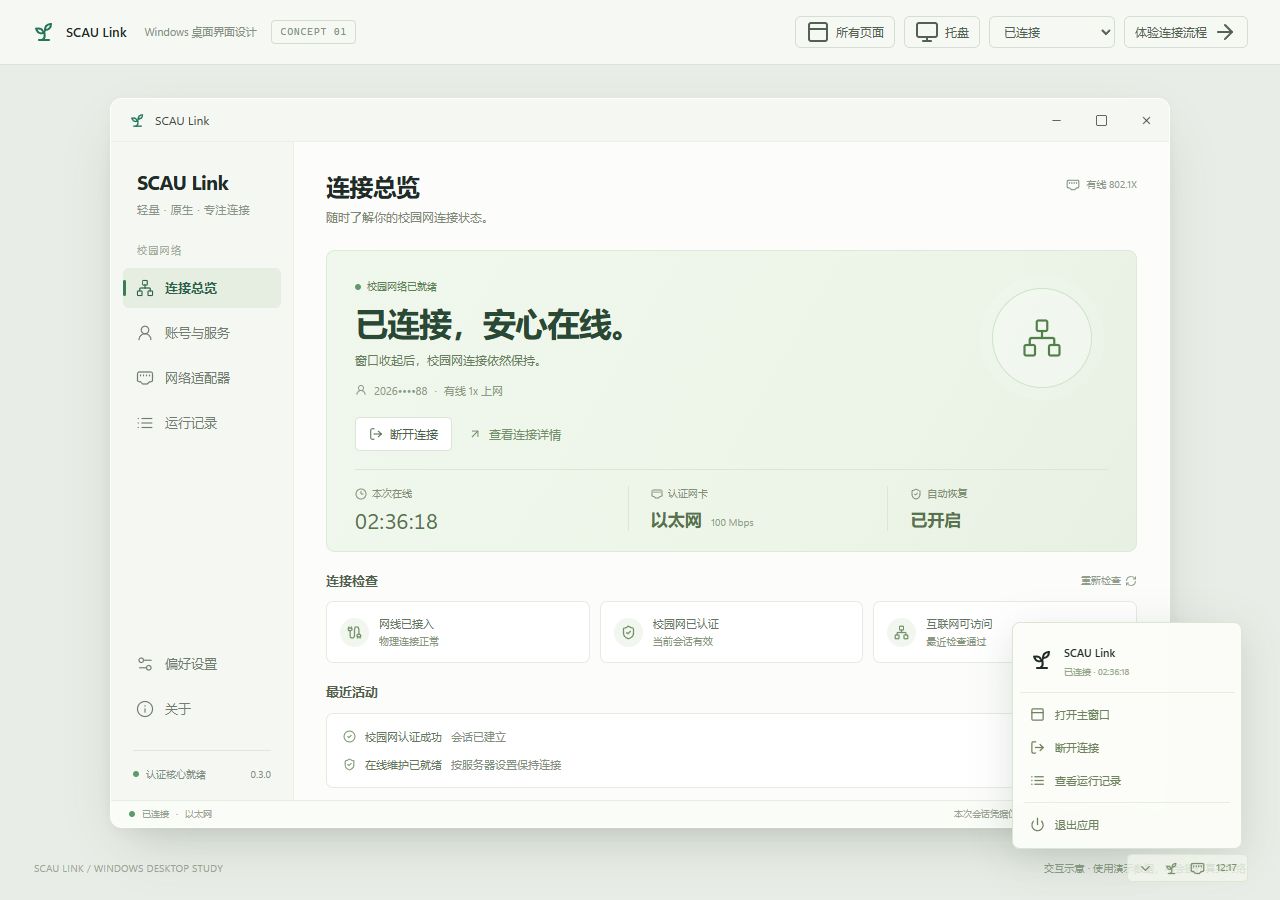 SCAU Link
Windows 桌面界面设计
CONCEPT 01
所有页面
托盘
已连接
体验连接流程
SCAU Link
SCAU Link
轻量 · 原生 · 专注连接
校园网络
连接总览
账号与服务
网络适配器
运行记录
偏好设置
关于
认证核心就绪
0.3.0
连接总览
随时了解你的校园网连接状态。
有线 802.1X
校园网络已就绪
已连接，安心在线。
窗口收起后，校园网连接依然保持。
2026••••88 · 有线 1x 上网
断开连接
查看连接详情
本次在线
02:36:18
认证网卡
以太网 100 Mbps
自动恢复
已开启
连接检查
重新检查
网线已接入
物理连接正常
校园网已认证
当前会话有效
互联网可访问
最近检查通过
最近活动
校园网认证成功 会话已建立
在线维护已就绪 按服务器设置保持连接
已连接 · 以太网
本次会话凭据
SCAU Link
已连接 · 02:36:18
打开主窗口
断开连接
查看运行记录
退出应用
SCAU LINK / WINDOWS DESKTOP STUDY
交互示意 · 使用演
12:17